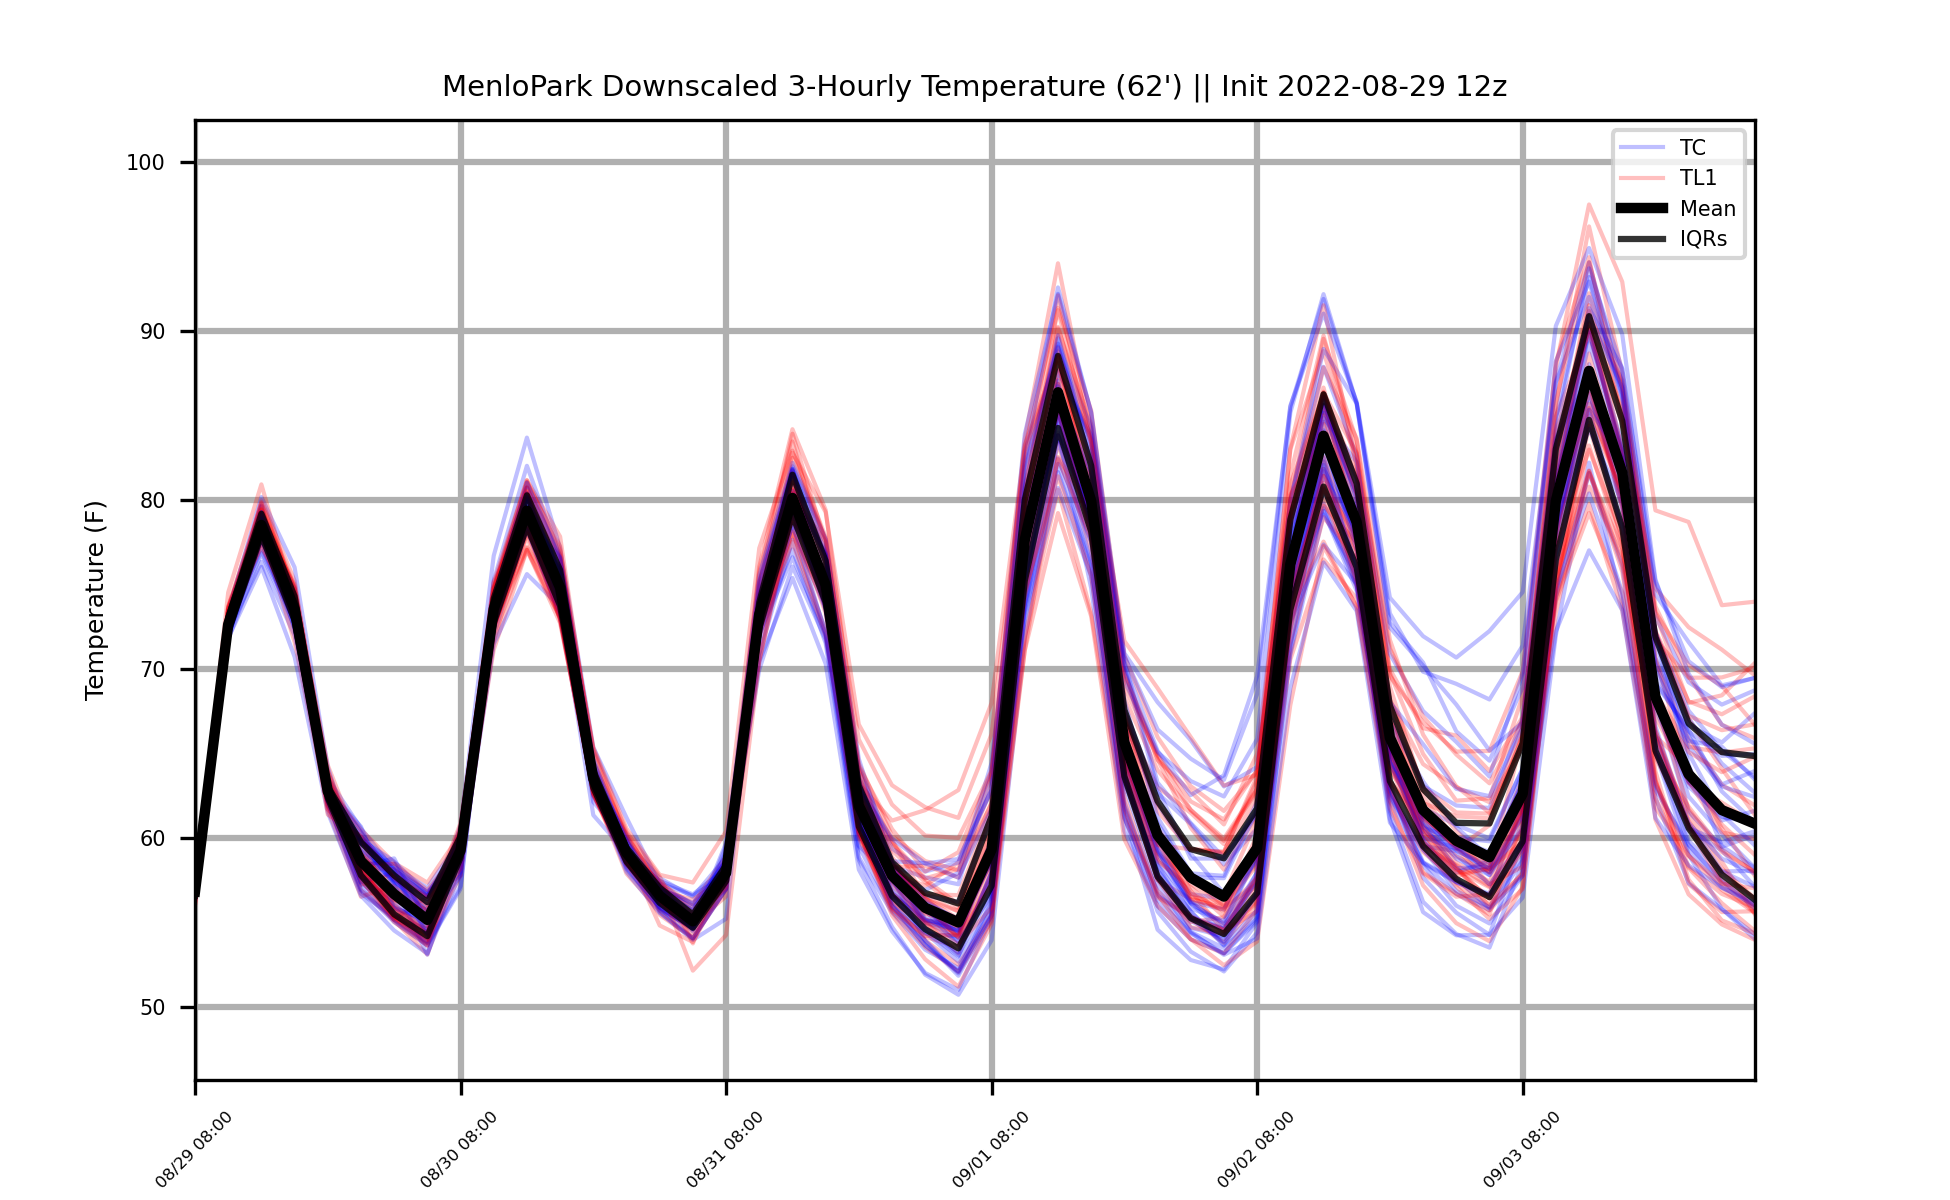 MenloPark Downscaled 3-Hourly Temperature (62') || Init 2022-08-29 12z
TC
TL1
Mean
IQRs
Temperature (F)
100
90
80
70
60
50
08/29 08:00
08/30 08:00
08/31 08:00
09/01 08:00
09/02 08:00
09/03 08:00